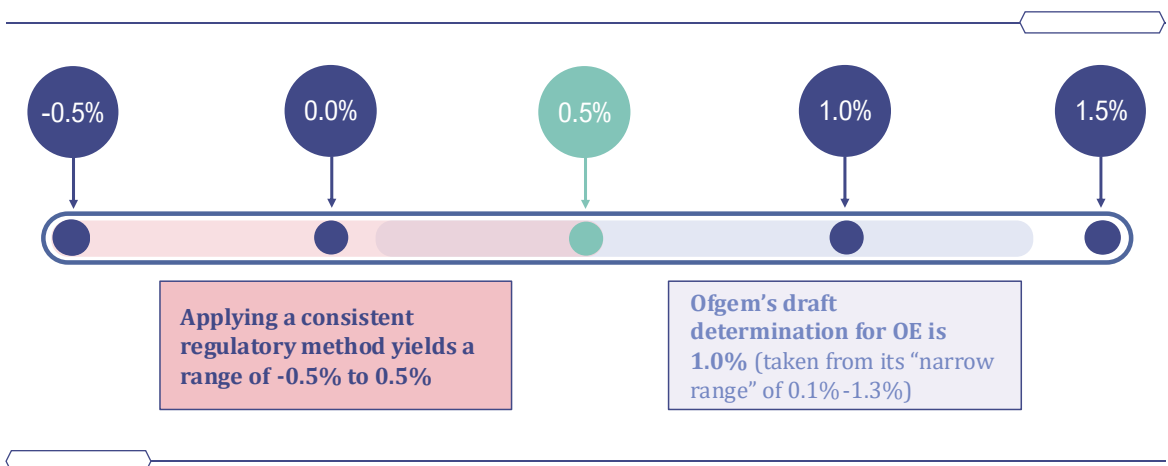 -0.5%
0.0%
0.5%
1.0%
1.5%
Applying a consistent
regulatory method yields a
range of -0.5% to 0.5%
Ofgem’s draft
determination for OE is
1.0% (taken from its “narrow
range” of 0.1%-1.3%)